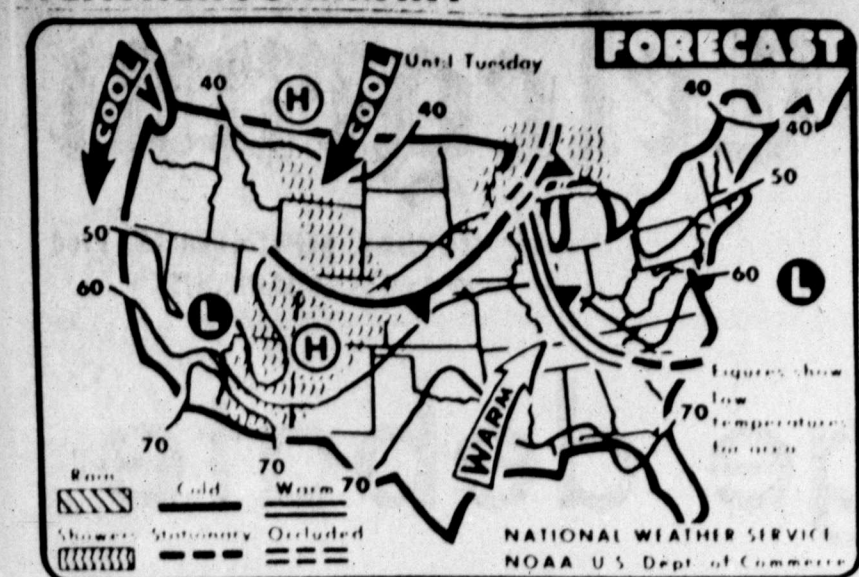 FORECAST
Until Tuesday
COOL
COOL
40
H
40
40
40
50
50
60
60
L
L
H
WARM
70
70
70
70
Figures show
low
temperatures
for area
Rain
Cold
Warm
Showers
Stationary
Occluded
NATIONAL WEATHER SERVICE
NOAA U S Dept of Commerce